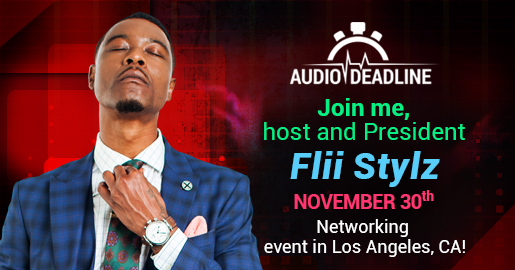 AUDIO DEADLINE
Join me,
host and President
Flii Stylz
NOVEMBER 30th
Networking
event in Los Angeles, CA!